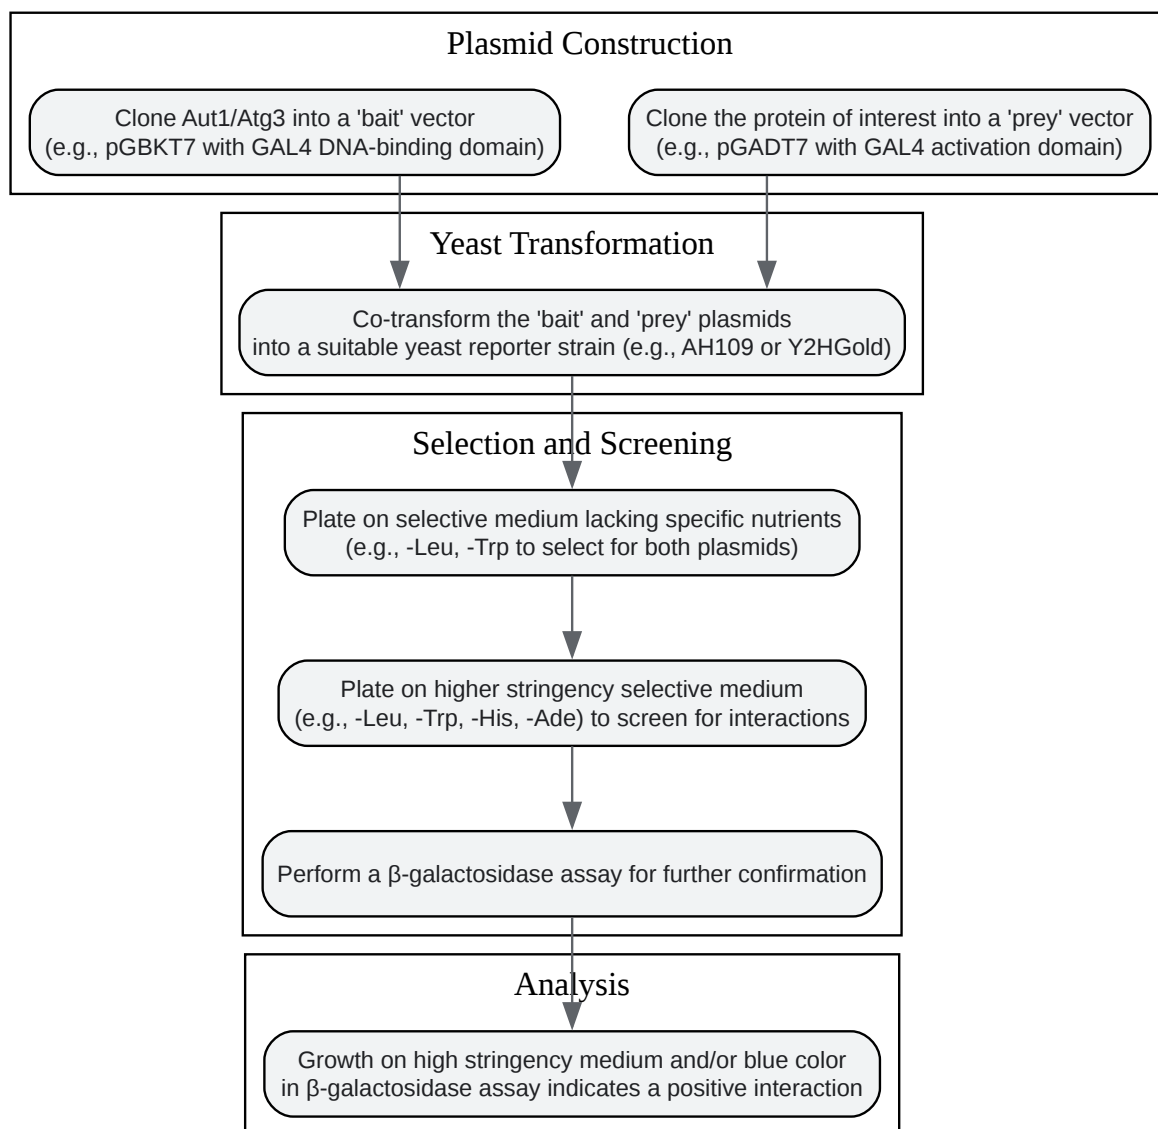 Plasmid Construction
Clone Aut1/Atg3 into a 'bait' vector
(e.g., pGBKT7 with GAL4 DNA-binding domain)
Clone the protein of interest into a 'prey' vector
(e.g., pGADT7 with GAL4 activation domain)
Yeast Transformation
Co-transform the 'bait' and 'prey' plasmids
into a suitable yeast reporter strain (e.g., AH109 or Y2HGold)
Selection and Screening
Plate on selective medium lacking specific nutrients
(e.g., -Leu, -Trp to select for both plasmids)
Plate on higher stringency selective medium
(e.g., -Leu, -Trp, -His, -Ade) to screen for interactions
Perform a β-galactosidase assay for further confirmation
Analysis
Growth on high stringency medium and/or blue color
in β-galactosidase assay indicates a positive interaction